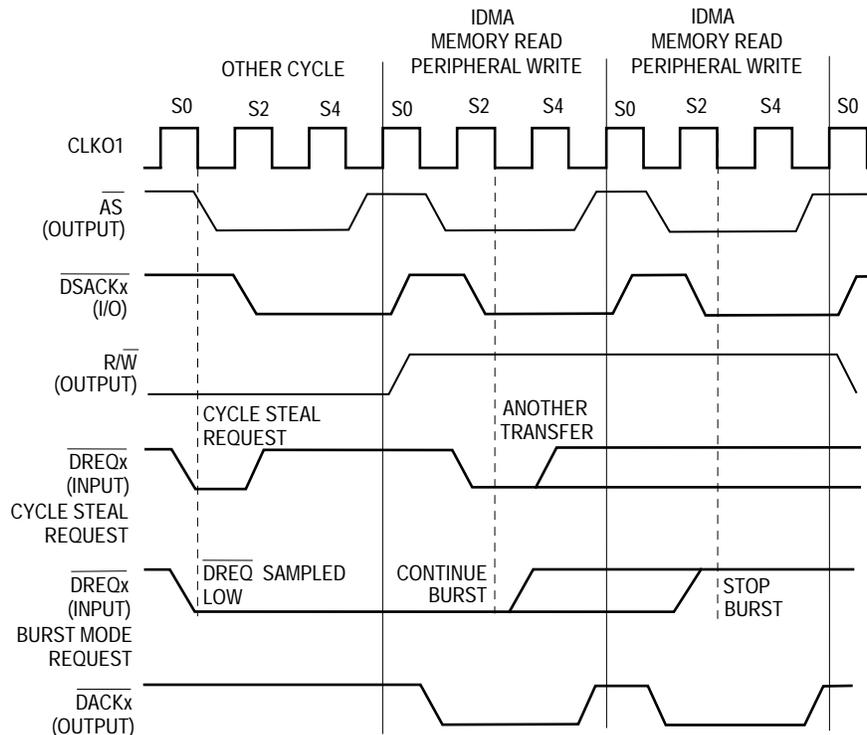 IDMA
MEMORY READ
PERIPHERAL WRITE
IDMA
MEMORY READ
PERIPHERAL WRITE
OTHER CYCLE
S0 S2 S4 S0 S2 S4 S0 S2 S4 S0
CLKO1
AS
(OUTPUT)
DSACKx
(I/O)
R/W
(OUTPUT)
CYCLE STEAL
REQUEST
ANOTHER
TRANSFER
DREQx
(INPUT)
CYCLE STEAL
REQUEST
DREQx
(INPUT)
BURST MODE
REQUEST
DREQ SAMPLED
LOW
CONTINUE
BURST
STOP
BURST
DACKx
(OUTPUT)